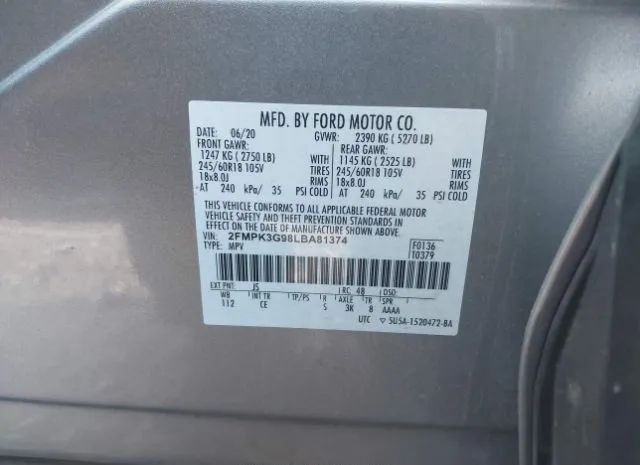 MFD. BY FORD MOTOR CO.
DATE: 06/20 GVWR: 2390 KG ( 5270 LB)
FRONT GAWR: REAR GAWR:
1247 KG ( 2750 LB) WITH 1145 KG ( 2525 LB) WITH
245/60R18 105V TIRES 245/60R18 105V TIRES
18x8.0J RIMS 18x8.0J RIMS
AT 240 kPa/ 35 PSI COLD AT 240 kPa/ 35 PSI COLD
THIS VEHICLE CONFORMS TO ALL APPLICABLE FEDERAL MOTOR
VEHICLE SAFETY AND THEFT PREVENTION STANDARDS IN
EFFECT ON THE DATE OF MANUFACTURE SHOWN ABOVE.
VIN: 2FMPK3G98LBA81374 F0136
TYPE: MPV T0379
EXT PNT: JS RC: 48 DSO:
WB INT TR TP/PS R AXLE TR SPR
112 CE S 3K 8 AAAA
UTC ▽ 5U5A-1520472-BA